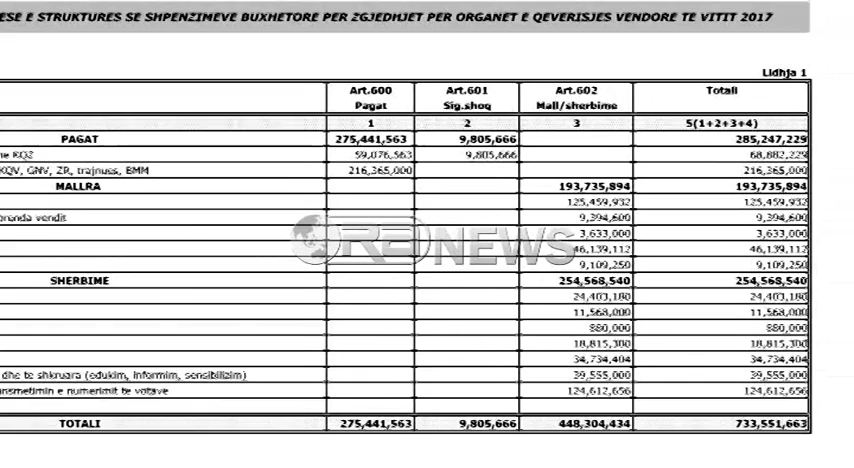 ESE E STRUKTURES SE SHPENZIMEVE BUXHETORE PER ZGJEDHJET PER ORGANET E QEVERISJES VENDORE TE VITIT 2017
Lidhja 1
Art.600 Art.601 Art.602 Totali
Pagat Sig.shoq Mall/sherbime
1 2 3 5(1+2+3+4)
PAGAT 275,441,563 9,805,666 285,247,229
he KQZ 59,076,563 9,805,666 68,882,229
KQV, GNV, ZR, trajnues, BMM 216,365,000 216,365,000
MALLRA 193,735,894 193,735,894
125,459,932 125,459,932
brenda vendit 9,394,600 9,394,600
3,633,000 3,633,000
46,139,112 46,139,112
9,109,250 9,109,250
ORA NEWS
SHERBIME 254,568,540 254,568,540
24,403,180 24,403,180
11,568,000 11,568,000
880,000 880,000
18,815,300 18,815,300
34,734,404 34,734,404
dhe te shkruara (edukim, informim, sensibilizim) 39,555,000 39,555,000
ansmetimin e numerimit te votave 124,612,656 124,612,656
TOTALI 275,441,563 9,805,666 448,304,434 733,551,663